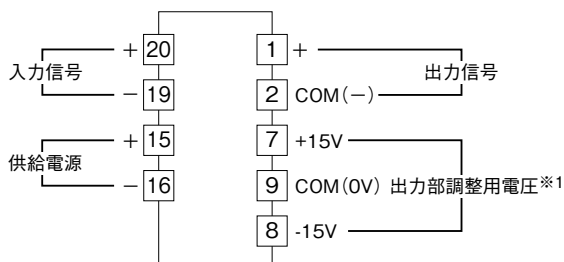 入力信号
+ 20
− 19
供給電源
+ 15
− 16
1 +
2 COM(−)
出力信号
7 +15V
9 COM(0V) 出力部調整用電圧※1
8 -15V